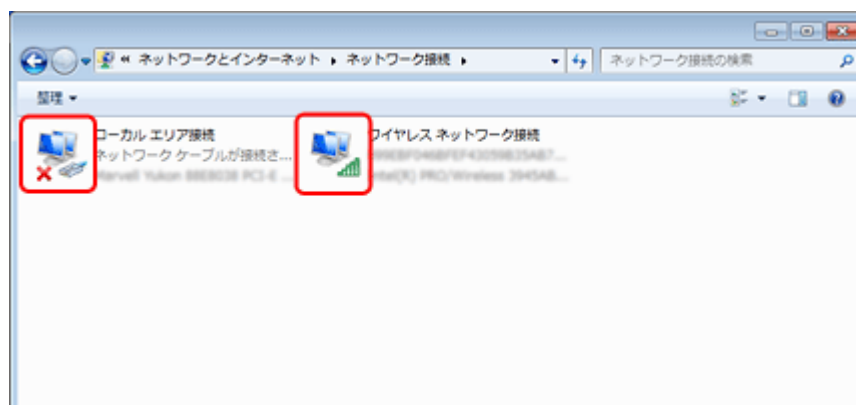 « ネットワークとインターネット ▸ ネットワーク接続 ▸
ネットワーク接続の検索
整理 ▼
ローカル エリア接続
ネットワーク ケーブルが接続さ...
ワイヤレス ネットワーク接続